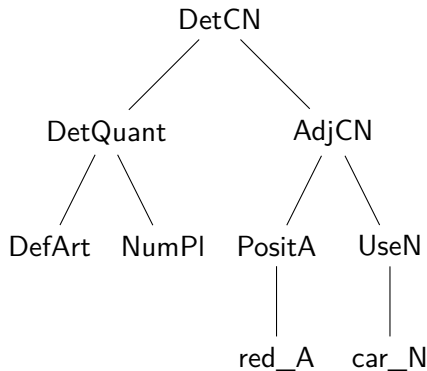 DetCN
DetQuant AdjCN
DefArt NumPl PositA UseN
red_A car_N